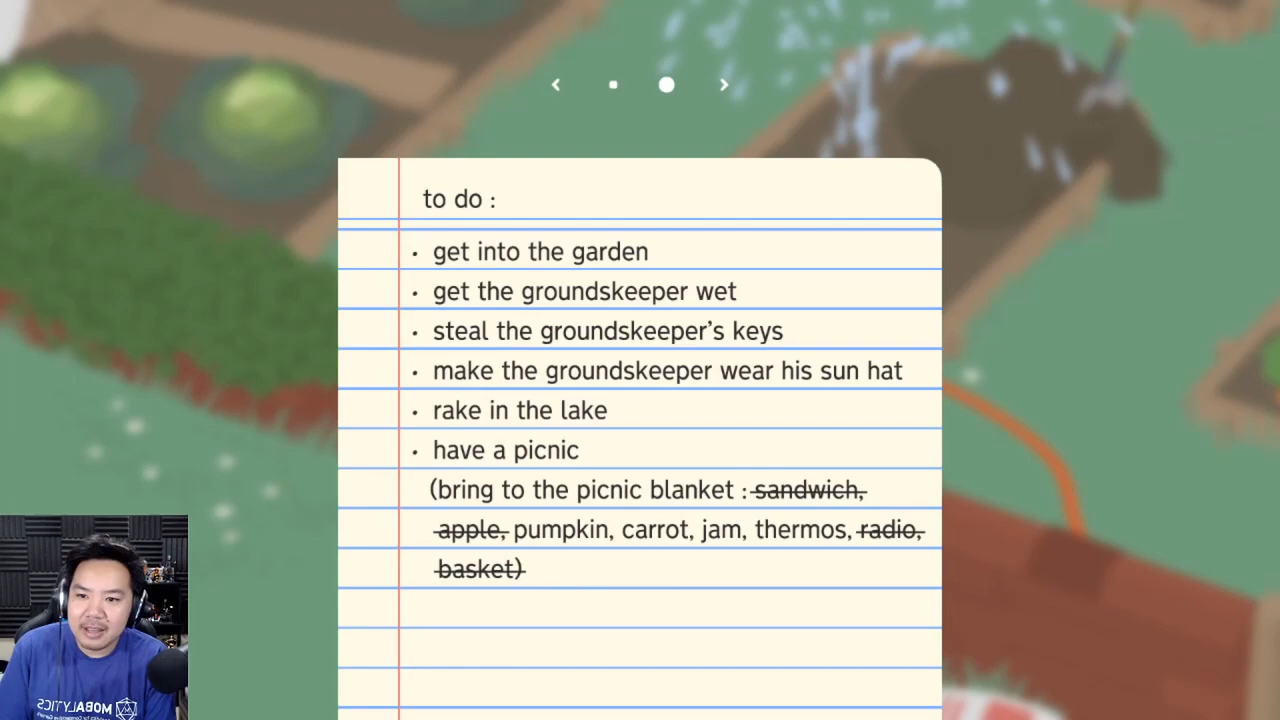 to do :
• get into the garden
• get the groundskeeper wet
• steal the groundskeeper's keys
• make the groundskeeper wear his sun hat
• rake in the lake
• have a picnic
(bring to the picnic blanket : sandwich,
apple, pumpkin, carrot, jam, thermos, radio,
basket)
MOBALYTICS